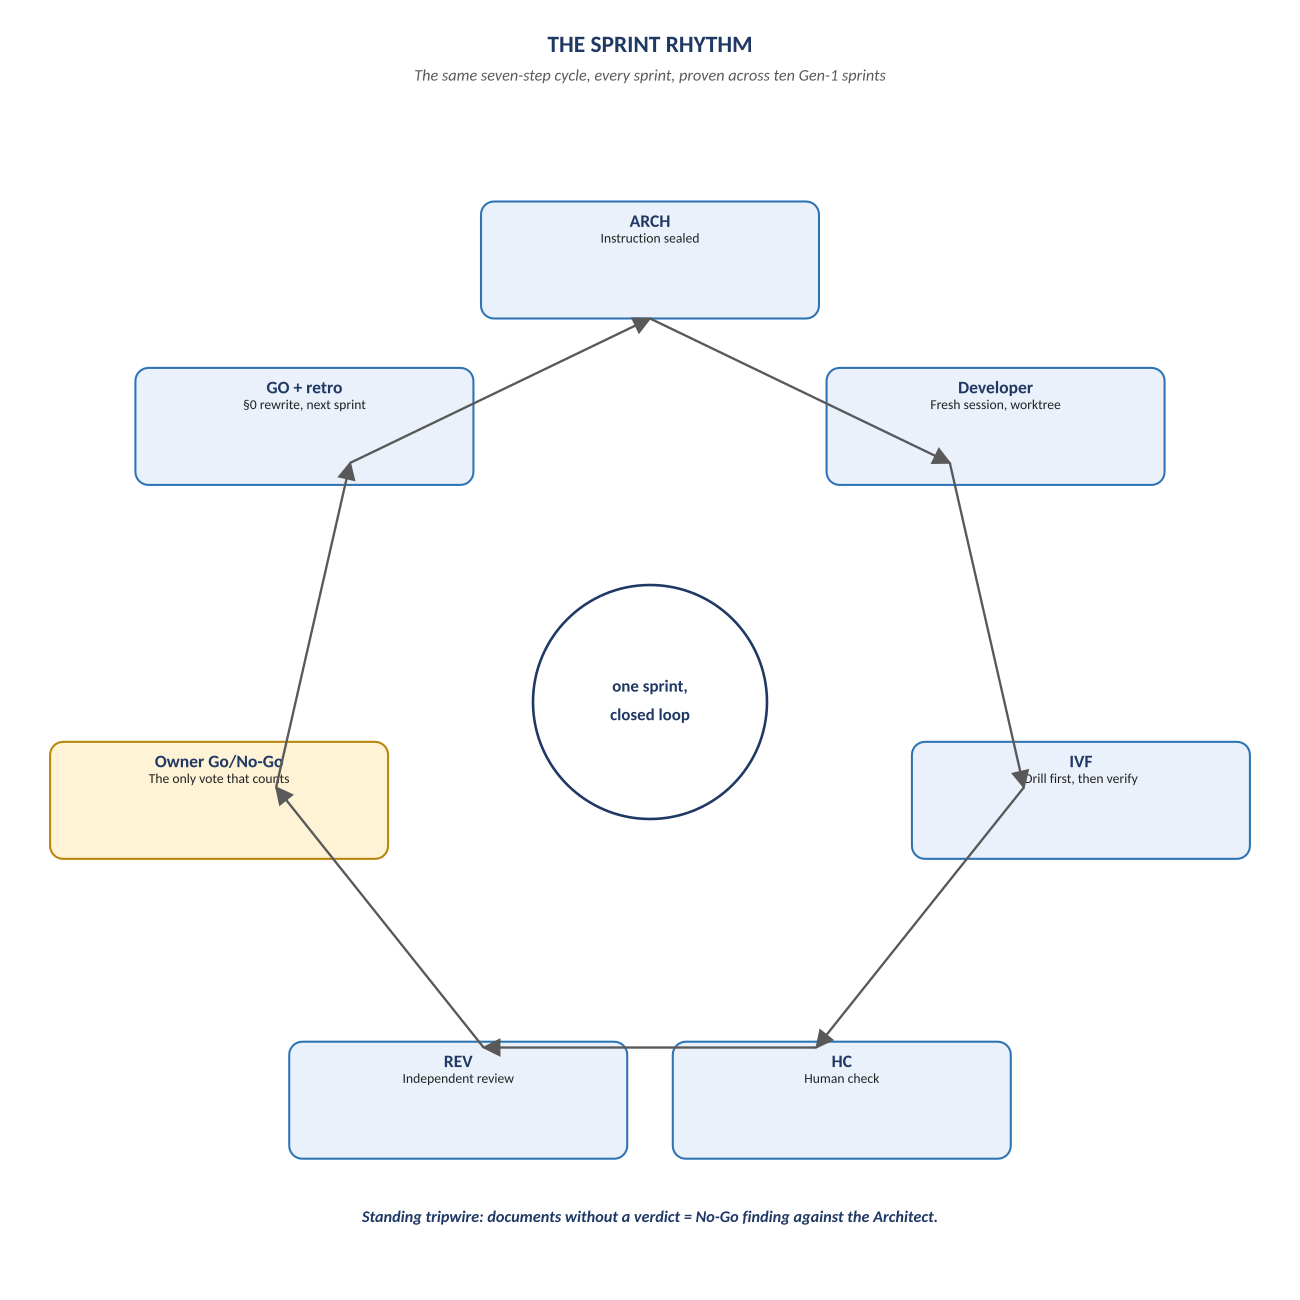 THE SPRINT RHYTHM
The same seven-step cycle, every sprint, proven across ten Gen-1 sprints
ARCH
Instruction sealed
GO + retro
§0 rewrite, next sprint
Developer
Fresh session, worktree
one sprint,
closed loop
Owner Go/No-Go
The only vote that counts
IVF
Drill first, then verify
REV
Independent review
HC
Human check
Standing tripwire: documents without a verdict = No-Go finding against the Architect.